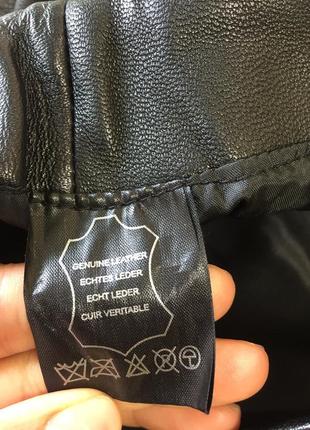 GENUINE LEATHER
ECHTES LEDER
ECHT LEDER
CUIR VERITABLE